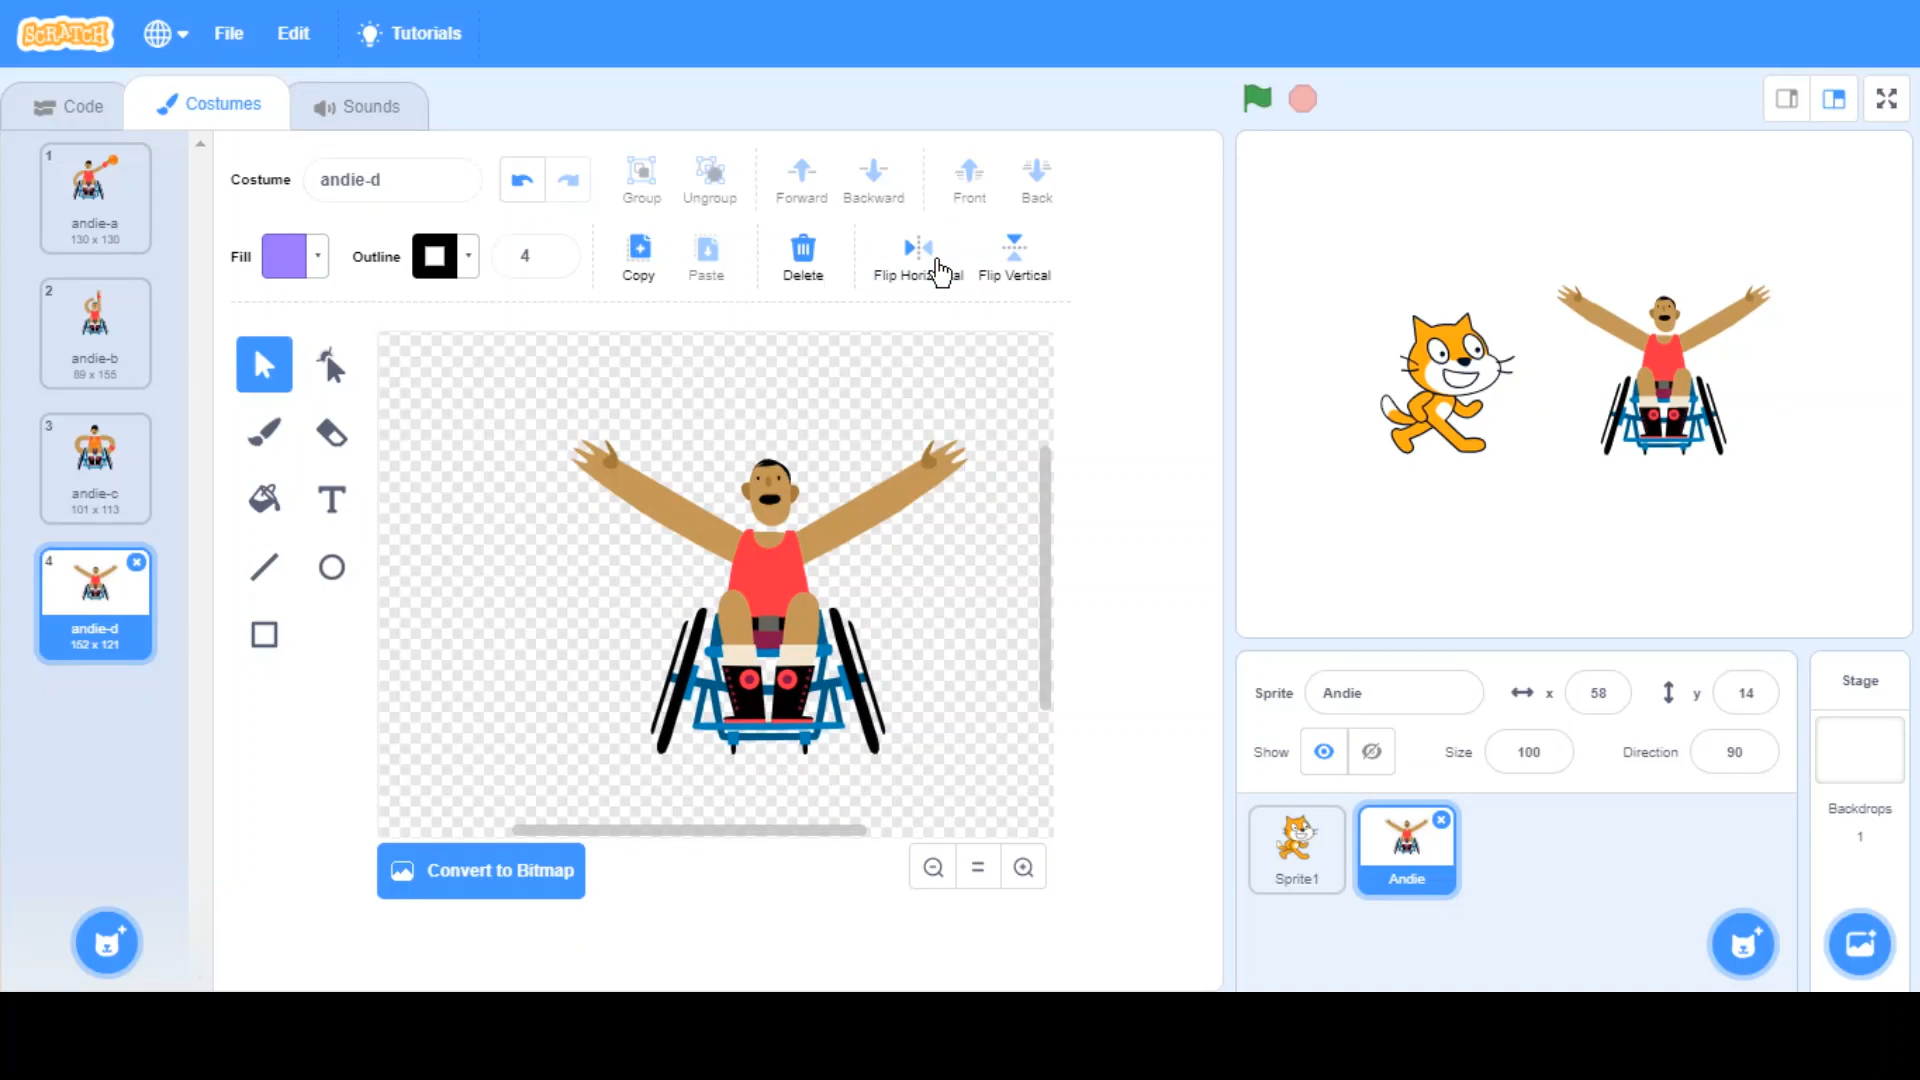 SCRATCH
File
Edit
Tutorials
Code
Costumes
Sounds
1
andie-a
130 x 130
2
andie-b
89 x 155
3
andie-c
101 x 113
4
andie-d
152 x 121
Costume
andie-d
Group
Ungroup
Forward
Backward
Front
Back
Fill
Outline
4
Copy
Paste
Delete
Flip Horizontal
Flip Vertical
T
Convert to Bitmap
Sprite
Andie
x
58
y
14
Show
Size
100
Direction
90
Sprite1
Andie
Stage
Backdrops
1